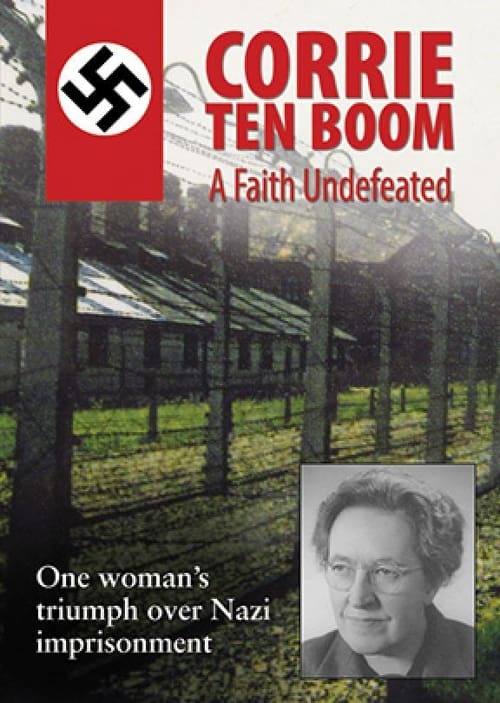 CORRIE
TEN BOOM
A Faith Undefeated
One woman's
triumph over Nazi
imprisonment